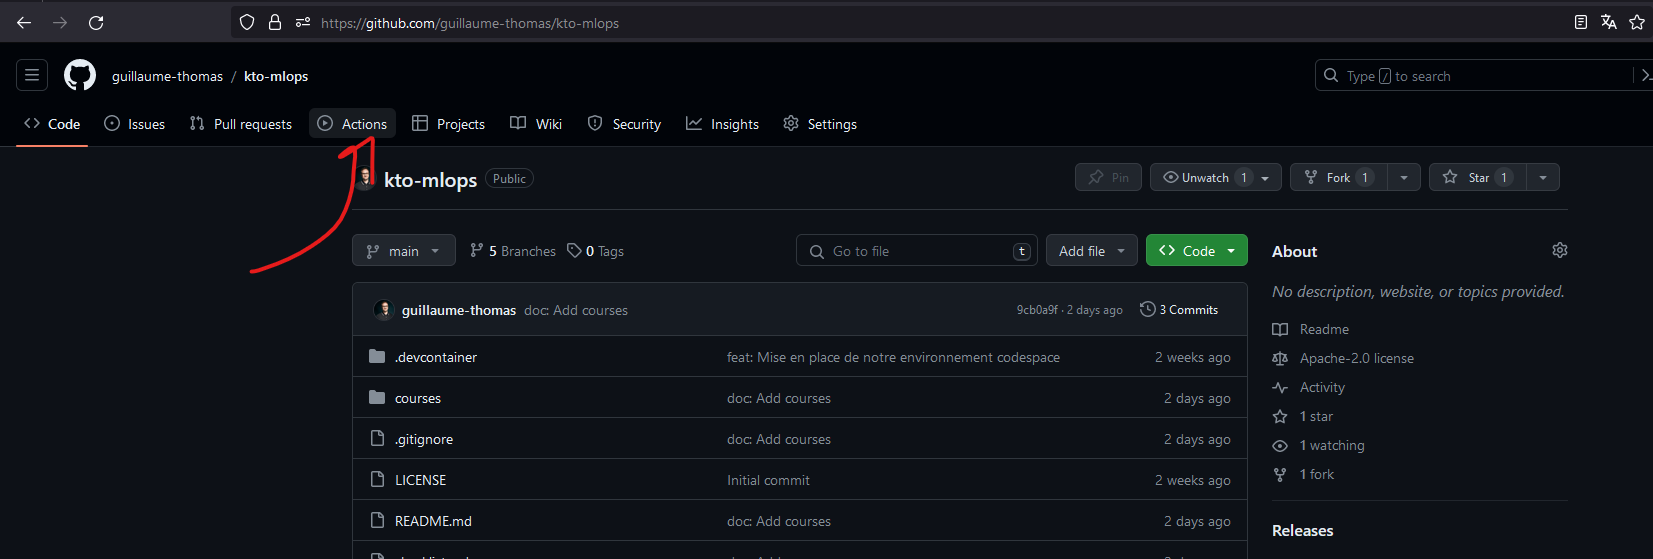 https://github.com/guillaume-thomas/kto-mlops
guillaume-thomas / kto-mlops
Type / to search
Code Issues Pull requests Actions Projects Wiki Security Insights Settings
kto-mlops Public
Pin Unwatch 1 Fork 1 Star 1
main 5 Branches 0 Tags Go to file t Add file Code
About
No description, website, or topics provided.
guillaume-thomas doc: Add courses 9cb0a9f · 2 days ago 3 Commits
.devcontainer feat: Mise en place de notre environnement codespace 2 weeks ago
courses doc: Add courses 2 days ago
.gitignore doc: Add courses 2 days ago
LICENSE Initial commit 2 weeks ago
README.md doc: Add courses 2 days ago
Readme
Apache-2.0 license
Activity
1 star
1 watching
1 fork
Releases